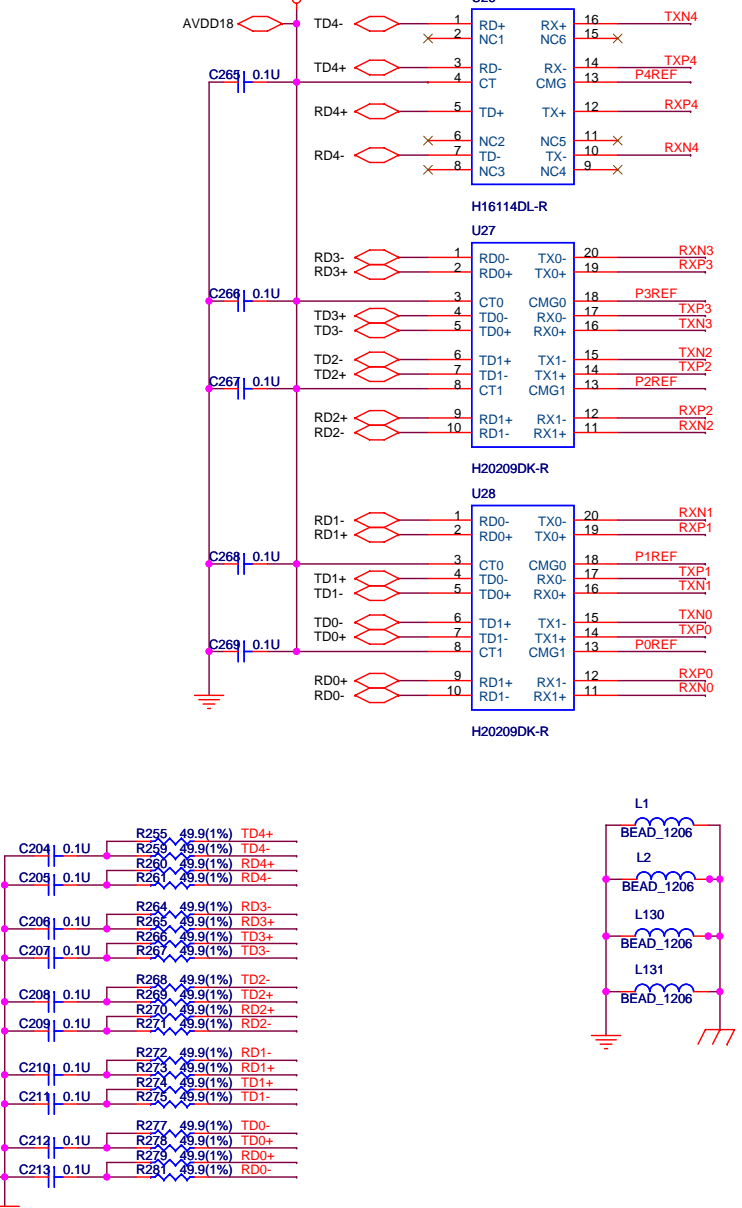 AVDD18 TD4- 1 RD+ RX+ 16 TXN4
2 NC1 NC6 15
TD4+ 3 RD- RX- 14 TXP4
C265 0.1U 4 CT CMG 13 P4REF
RD4+ 5 TD+ TX+ 12 RXP4
6 NC2 NC5 11
RD4- 7 TD- TX- 10 RXN4
8 NC3 NC4 9
H16114DL-R
U27
RD3- 1 RD0- TX0- 20 RXN3
RD3+ 2 RD0+ TX0+ 19 RXP3
C266 0.1U 3 CT0 CMG0 18 P3REF
TD3+ 4 TD0- RX0- 17 TXP3
TD3- 5 TD0+ RX0+ 16 TXN3
TD2- 6 TD1+ TX1- 15 TXN2
TD2+ 7 TD1- TX1+ 14 TXP2
C267 0.1U 8 CT1 CMG1 13 P2REF
RD2+ 9 RD1+ RX1- 12 RXP2
RD2- 10 RD1- RX1+ 11 RXN2
H20209DK-R
U28
RD1- 1 RD0- TX0- 20 RXN1
RD1+ 2 RD0+ TX0+ 19 RXP1
C268 0.1U 3 CT0 CMG0 18 P1REF
TD1+ 4 TD0- RX0- 17 TXP1
TD1- 5 TD0+ RX0+ 16 TXN1
TD0- 6 TD1+ TX1- 15 TXN0
TD0+ 7 TD1- TX1+ 14 TXP0
C269 0.1U 8 CT1 CMG1 13 P0REF
RD0+ 9 RD1+ RX1- 12 RXP0
RD0- 10 RD1- RX1+ 11 RXN0
H20209DK-R
R255 49.9(1%) TD4+
C204 0.1U R259 49.9(1%) TD4-
R260 49.9(1%) RD4+
C205 0.1U R261 49.9(1%) RD4-
R264 49.9(1%) RD3-
C206 0.1U R265 49.9(1%) RD3+
R266 49.9(1%) TD3+
C207 0.1U R267 49.9(1%) TD3-
R268 49.9(1%) TD2-
C208 0.1U R269 49.9(1%) TD2+
R270 49.9(1%) RD2+
C209 0.1U R271 49.9(1%) RD2-
R272 49.9(1%) RD1-
C210 0.1U R273 49.9(1%) RD1+
R274 49.9(1%) TD1+
C211 0.1U R275 49.9(1%) TD1-
R277 49.9(1%) TD0-
C212 0.1U R278 49.9(1%) TD0+
R279 49.9(1%) RD0+
C213 0.1U R281 49.9(1%) RD0-
L1
BEAD_1206
L2
BEAD_1206
L130
BEAD_1206
L131
BEAD_1206